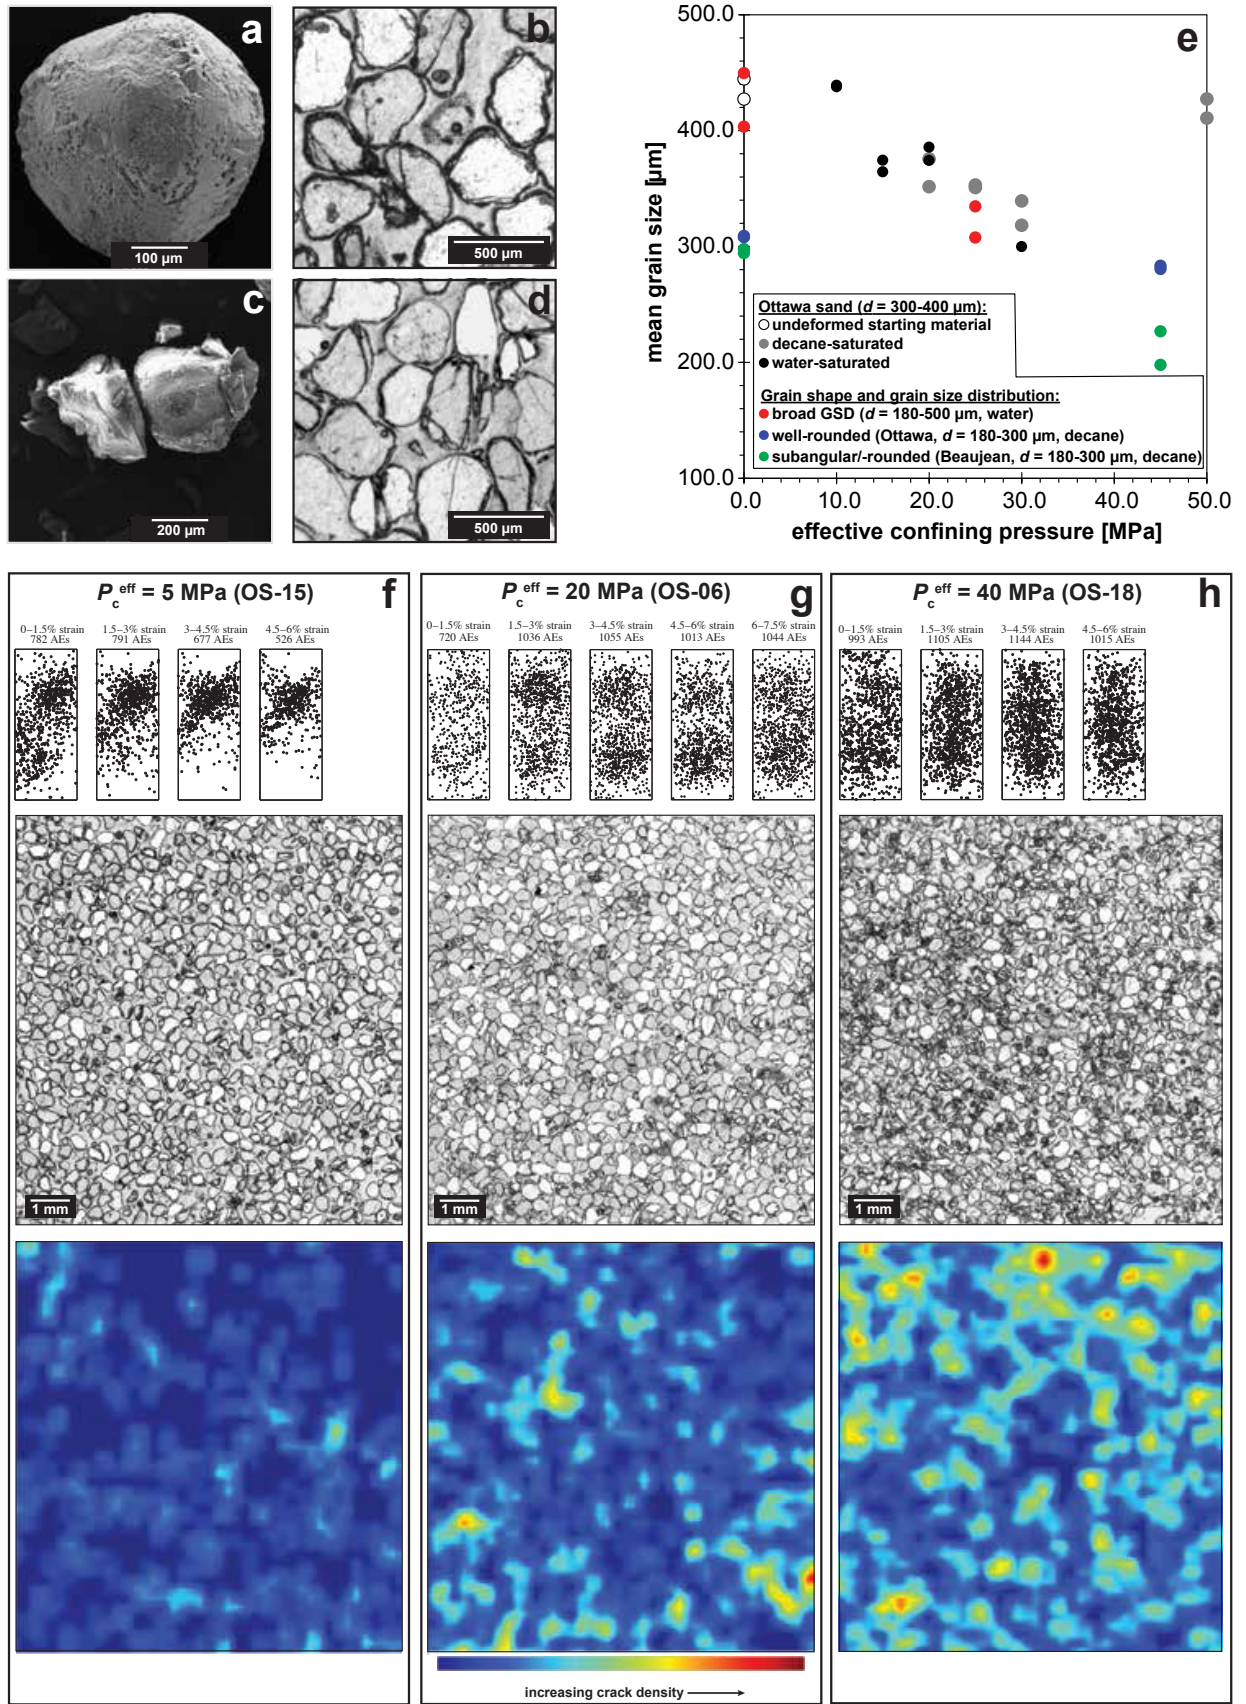 a
100 µm
b
500 µm
c
200 µm
d
500 µm
e
500.0
400.0
300.0
200.0
100.0
mean grain size [µm]
0.0 10.0 20.0 30.0 40.0 50.0
effective confining pressure [MPa]
Ottawa sand (d = 300-400 µm):
undeformed starting material
decane-saturated
water-saturated
Grain shape and grain size distribution:
broad GSD (d = 180-500 µm, water)
well-rounded (Ottawa, d = 180-300 µm, decane)
subangular/-rounded (Beaujean, d = 180-300 µm, decane)
P_c^eff = 5 MPa (OS-15) f
0–1.5% strain 1.5–3% strain 3–4.5% strain 4.5–6% strain
782 AEs 791 AEs 677 AEs 526 AEs
1 mm
P_c^eff = 20 MPa (OS-06) g
0–1.5% strain 1.5–3% strain 3–4.5% strain 4.5–6% strain 6–7.5% strain
720 AEs 1036 AEs 1055 AEs 1013 AEs 1044 AEs
1 mm
increasing crack density
P_c^eff = 40 MPa (OS-18) h
0–1.5% strain 1.5–3% strain 3–4.5% strain 4.5–6% strain
993 AEs 1105 AEs 1144 AEs 1015 AEs
1 mm